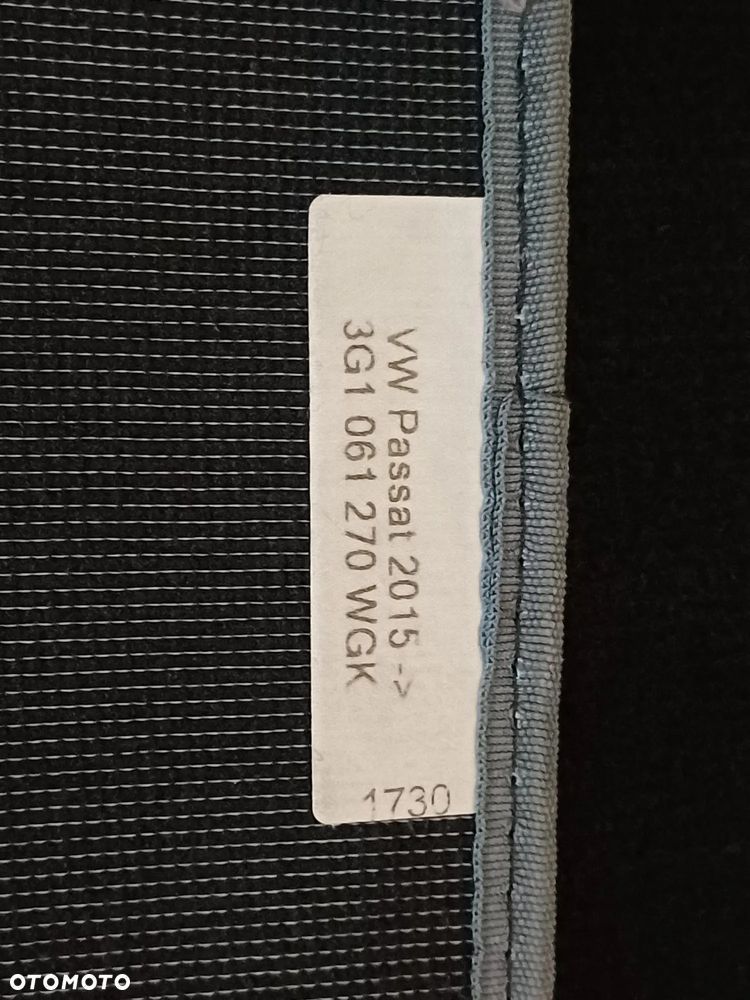 VW Passat 2015 ->
3G1 061 270 WGK
1730
OTOMOTO